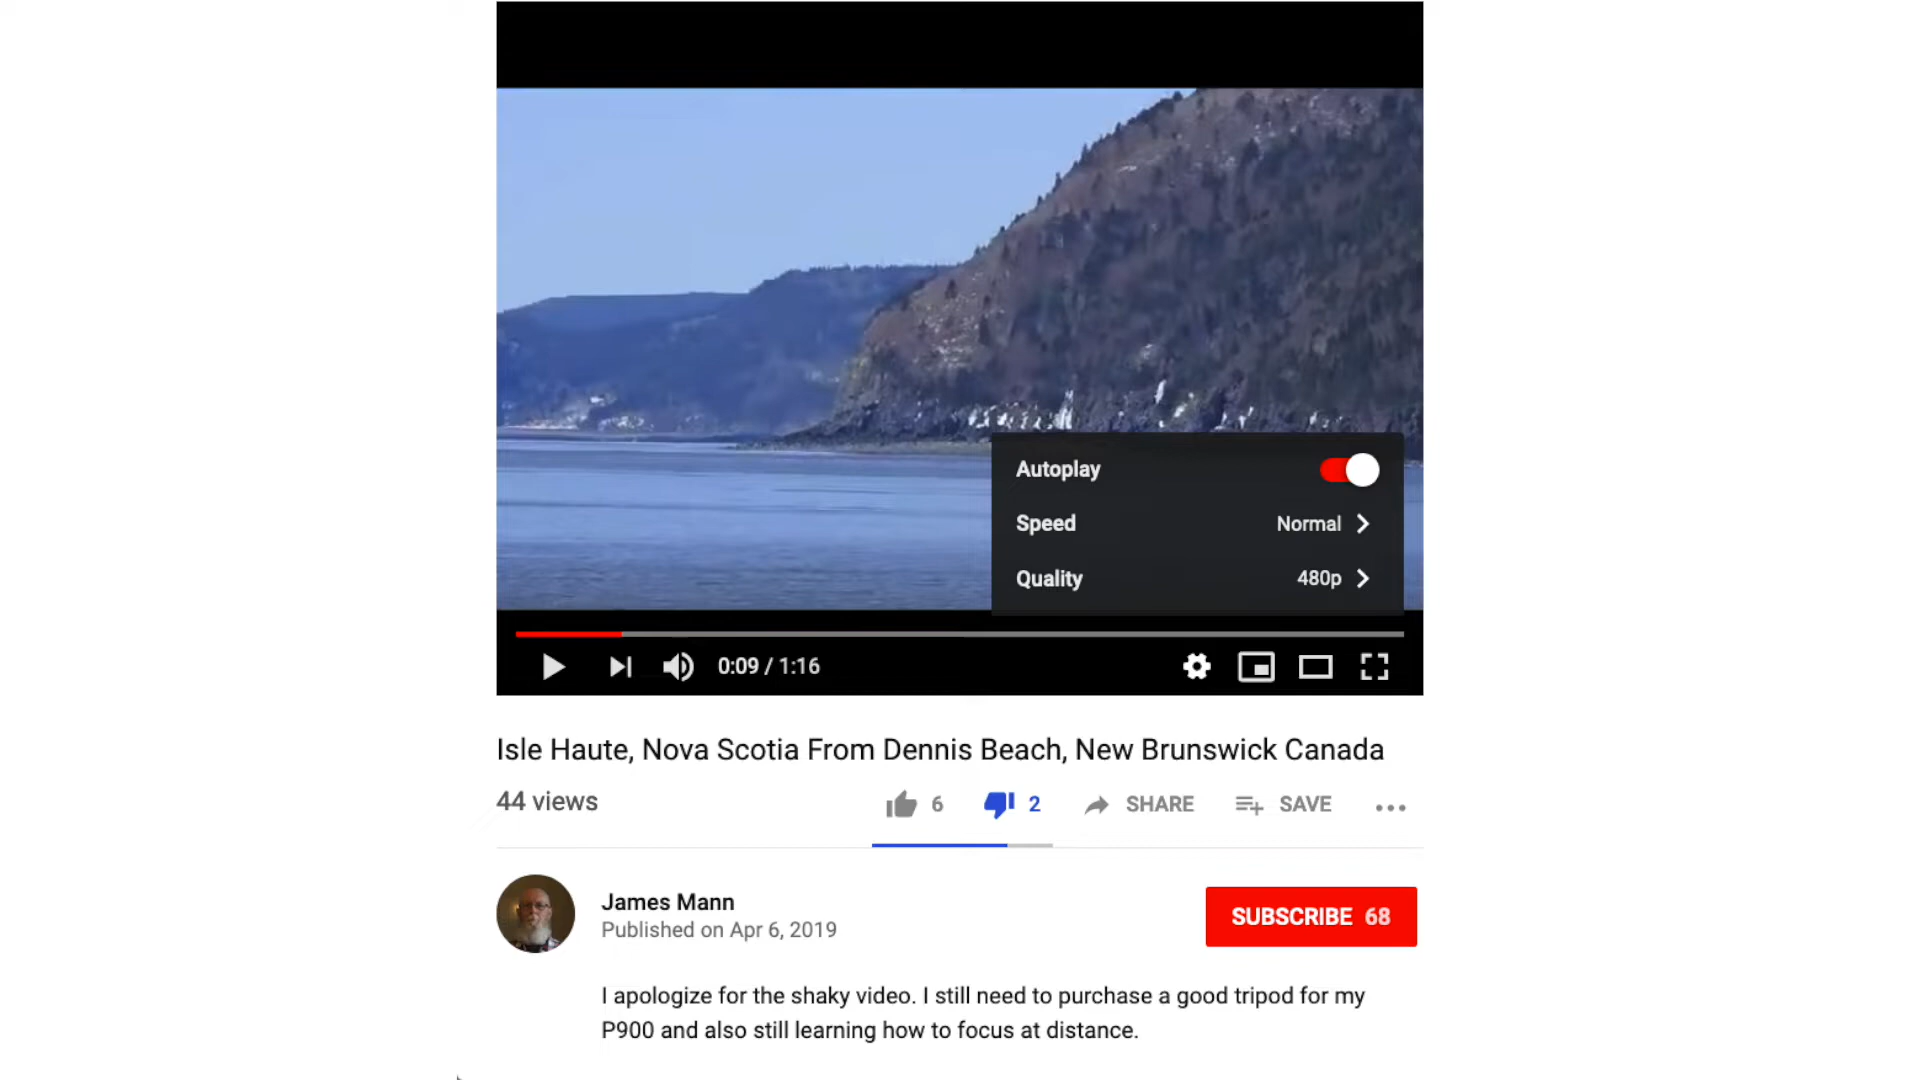 Autoplay
Speed Normal
Quality 480p
0:09 / 1:16
Isle Haute, Nova Scotia From Dennis Beach, New Brunswick Canada
44 views 6 2 SHARE SAVE
James Mann
Published on Apr 6, 2019
SUBSCRIBE 68
I apologize for the shaky video. I still need to purchase a good tripod for my
P900 and also still learning how to focus at distance.